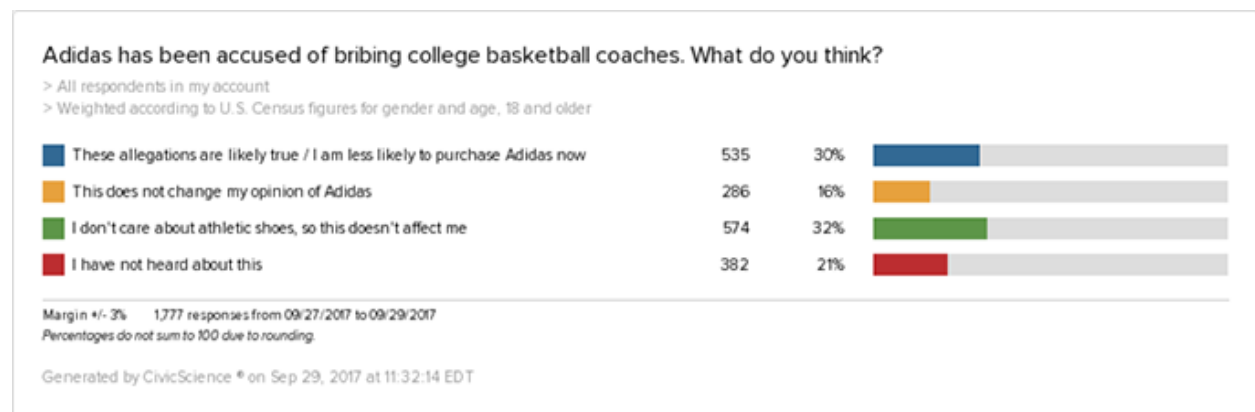 Adidas has been accused of bribing college basketball coaches. What do you think?
> All respondents in my account
> Weighted according to U.S. Census figures for gender and age, 18 and older
These allegations are likely true / I am less likely to purchase Adidas now 535 30%
This does not change my opinion of Adidas 286 16%
I don't care about athletic shoes, so this doesn't affect me 574 32%
I have not heard about this 382 21%
Margin +/- 3% 1,777 responses from 09/27/2017 to 09/29/2017
Percentages do not sum to 100 due to rounding.
Generated by CivicScience ® on Sep 29, 2017 at 11:32:14 EDT